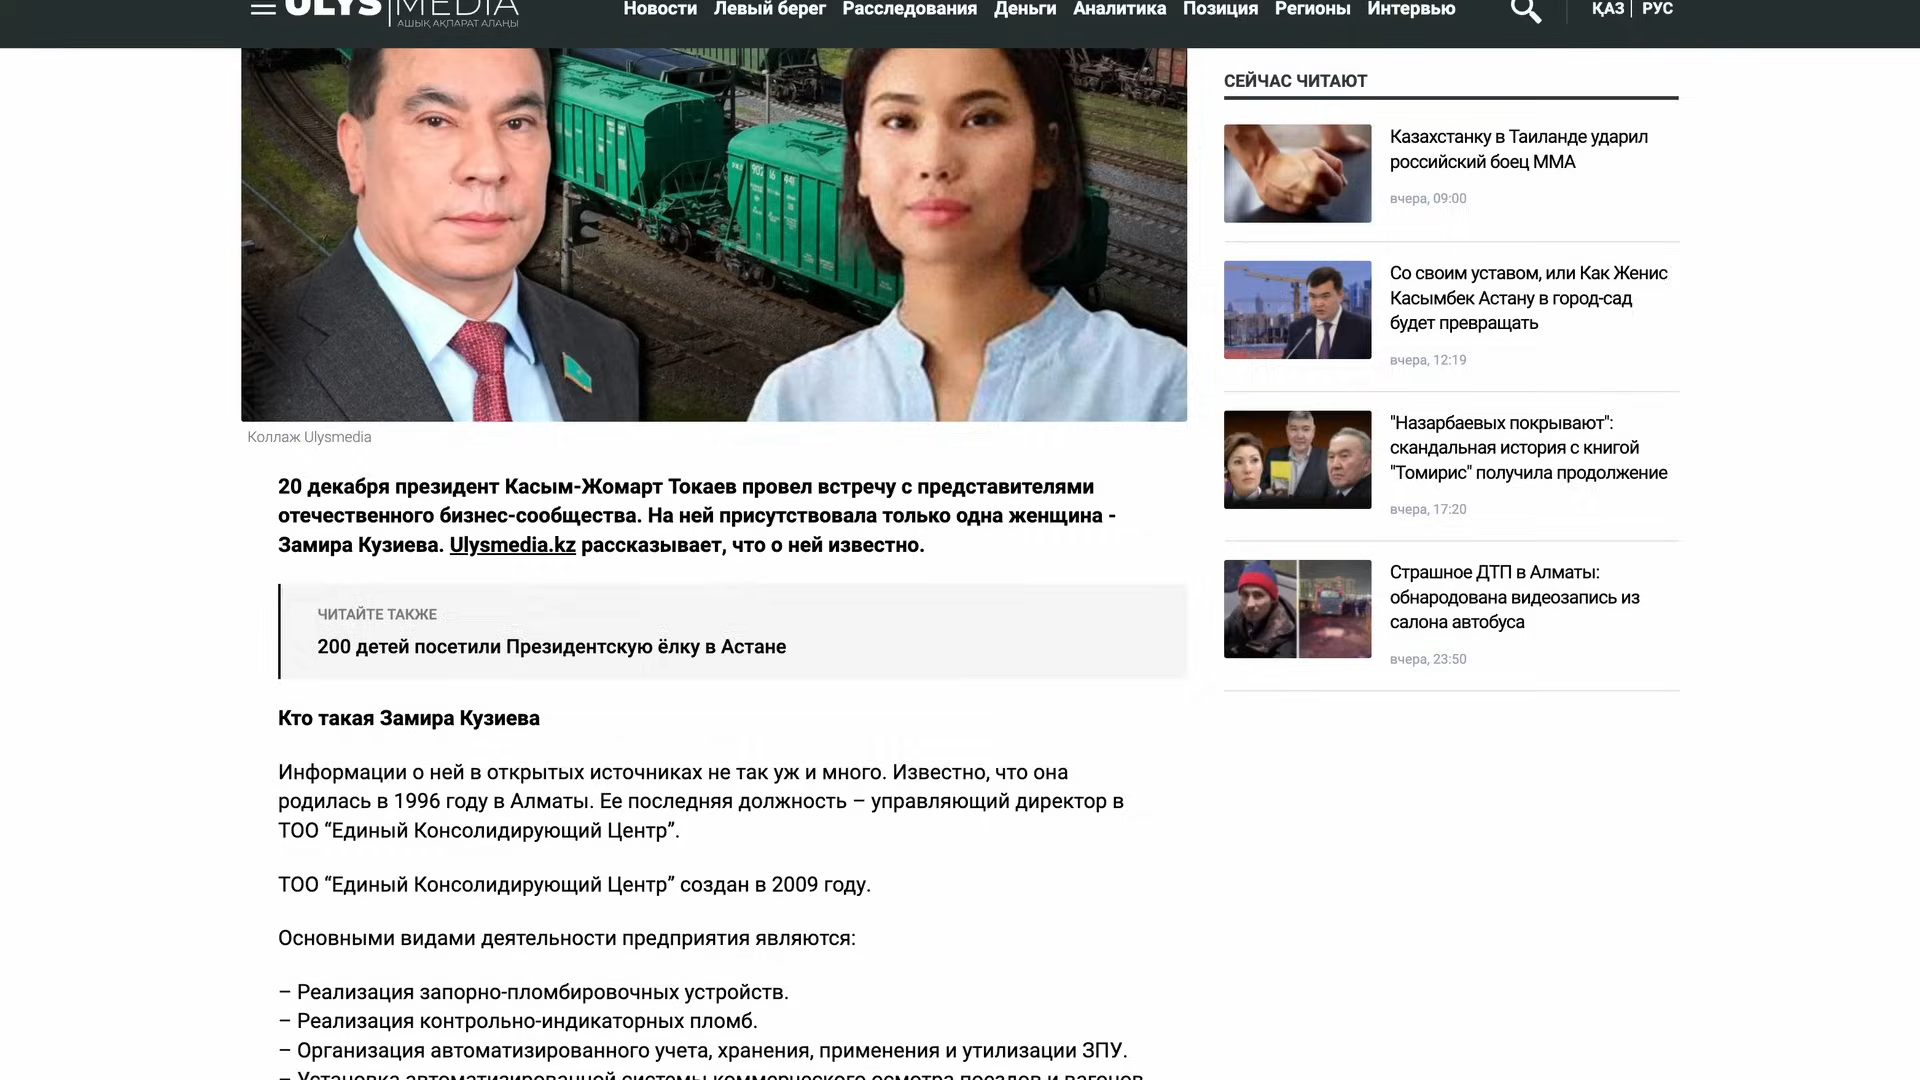 ULYS MEDIA
АШЫҚ АҚПАРАТ АЛАҢЫ
Новости Левый берег Расследования Деньги Аналитика Позиция Регионы Интервью
ҚАЗ РУС
Коллаж Ulysmedia
20 декабря президент Касым-Жомарт Токаев провел встречу с представителями
отечественного бизнес-сообщества. На ней присутствовала только одна женщина -
Замира Кузиева. Ulysmedia.kz рассказывает, что о ней известно.
ЧИТАЙТЕ ТАКЖЕ
200 детей посетили Президентскую ёлку в Астане
Кто такая Замира Кузиева
Информации о ней в открытых источниках не так уж и много. Известно, что она
родилась в 1996 году в Алматы. Ее последняя должность – управляющий директор в
ТОО “Единый Консолидирующий Центр”.
ТОО “Единый Консолидирующий Центр” создан в 2009 году.
Основными видами деятельности предприятия являются:
– Реализация запорно-пломбировочных устройств.
– Реализация контрольно-индикаторных пломб.
– Организация автоматизированного учета, хранения, применения и утилизации ЗПУ.
– Установка автоматизированной системы коммерческого осмотра поездов и вагонов
СЕЙЧАС ЧИТАЮТ
Казахстанку в Таиланде ударил
российский боец ММА
вчера, 09:00
Со своим уставом, или Как Женис
Касымбек Астану в город-сад
будет превращать
вчера, 12:19
"Назарбаевых покрывают":
скандальная история с книгой
"Томирис" получила продолжение
вчера, 17:20
Страшное ДТП в Алматы:
обнародована видеозапись из
салона автобуса
вчера, 23:50